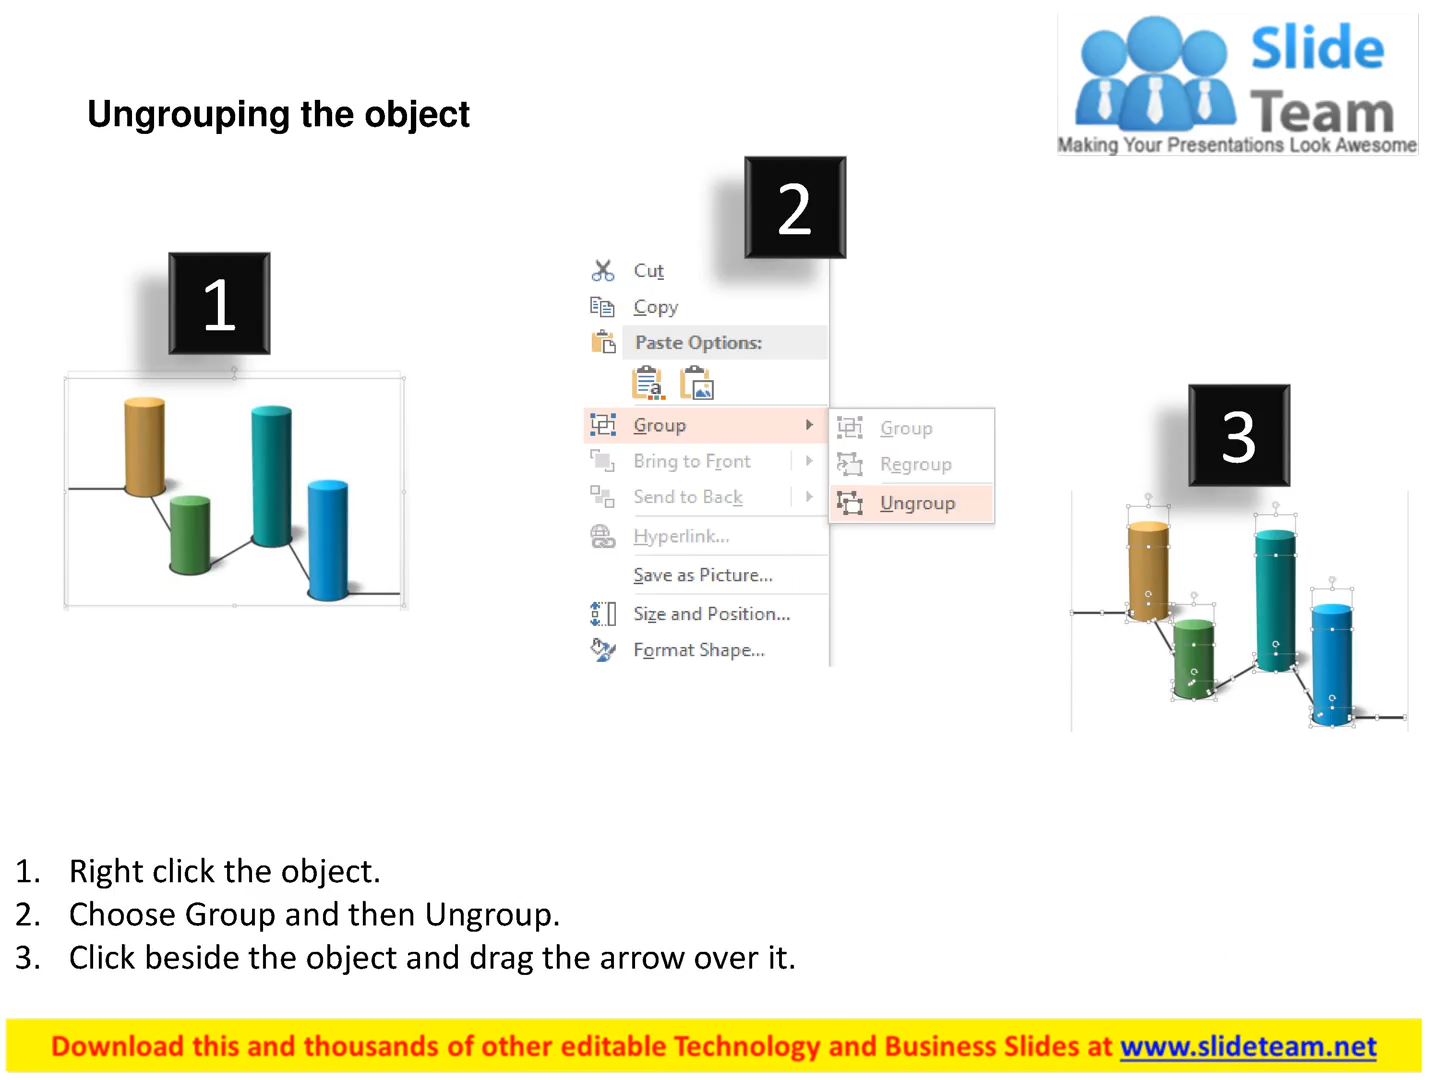 Slide
Team
Making Your Presentations Look Awesome
Ungrouping the object
1
2
3
Cut
Copy
Paste Options:
Group
Bring to Front
Send to Back
Hyperlink...
Save as Picture...
Size and Position...
Format Shape...
Group
Regroup
Ungroup
1. Right click the object.
2. Choose Group and then Ungroup.
3. Click beside the object and drag the arrow over it.
Download this and thousands of other editable Technology and Business Slides at www.slideteam.net